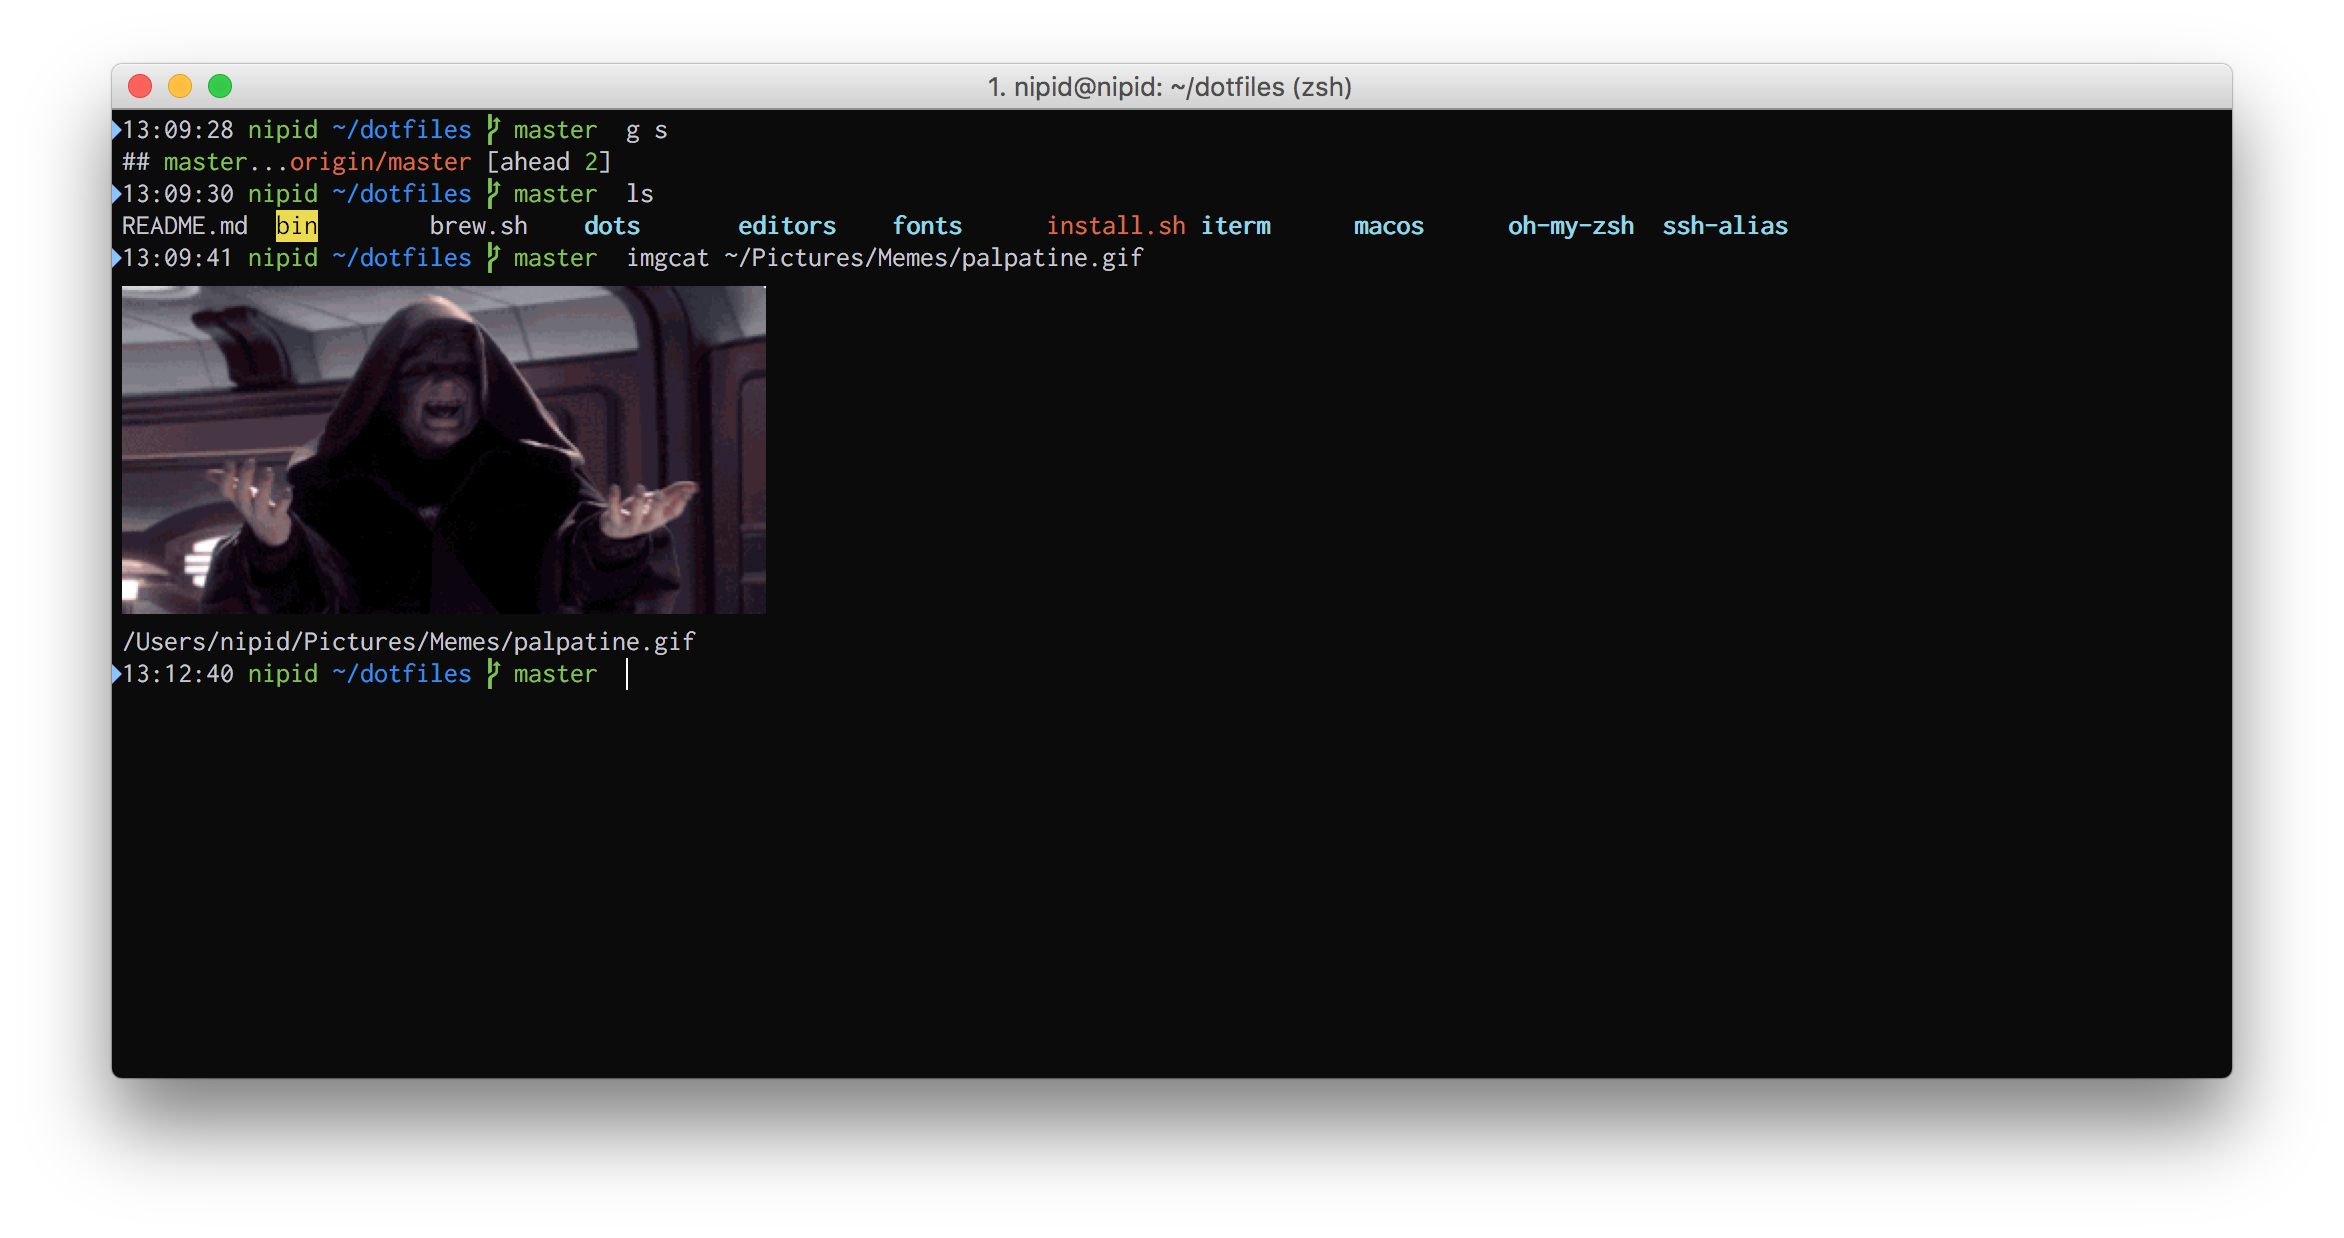 1. nipid@nipid: ~/dotfiles (zsh)
13:09:28 nipid ~/dotfiles master g s
## master...origin/master [ahead 2]
13:09:30 nipid ~/dotfiles master ls
README.md bin brew.sh dots editors fonts install.sh iterm macos oh-my-zsh ssh-alias
13:09:41 nipid ~/dotfiles master imgcat ~/Pictures/Memes/palpatine.gif
/Users/nipid/Pictures/Memes/palpatine.gif
13:12:40 nipid ~/dotfiles master